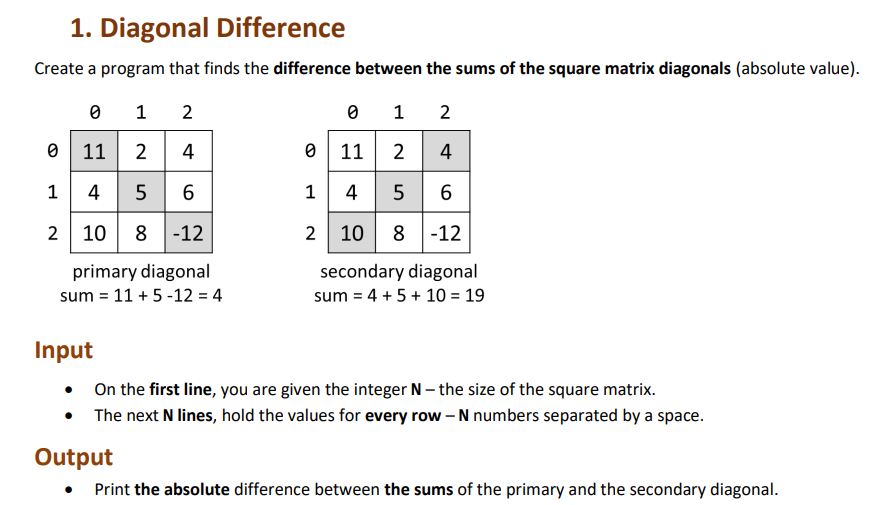 1. Diagonal Difference
Create a program that finds the difference between the sums of the square matrix diagonals (absolute value).
0 1 2
0 11 2 4
1 4 5 6
2 10 8 -12
primary diagonal
sum = 11 + 5 -12 = 4
0 1 2
0 11 2 4
1 4 5 6
2 10 8 -12
secondary diagonal
sum = 4 + 5 + 10 = 19
Input
• On the first line, you are given the integer N – the size of the square matrix.
• The next N lines, hold the values for every row – N numbers separated by a space.
Output
• Print the absolute difference between the sums of the primary and the secondary diagonal.